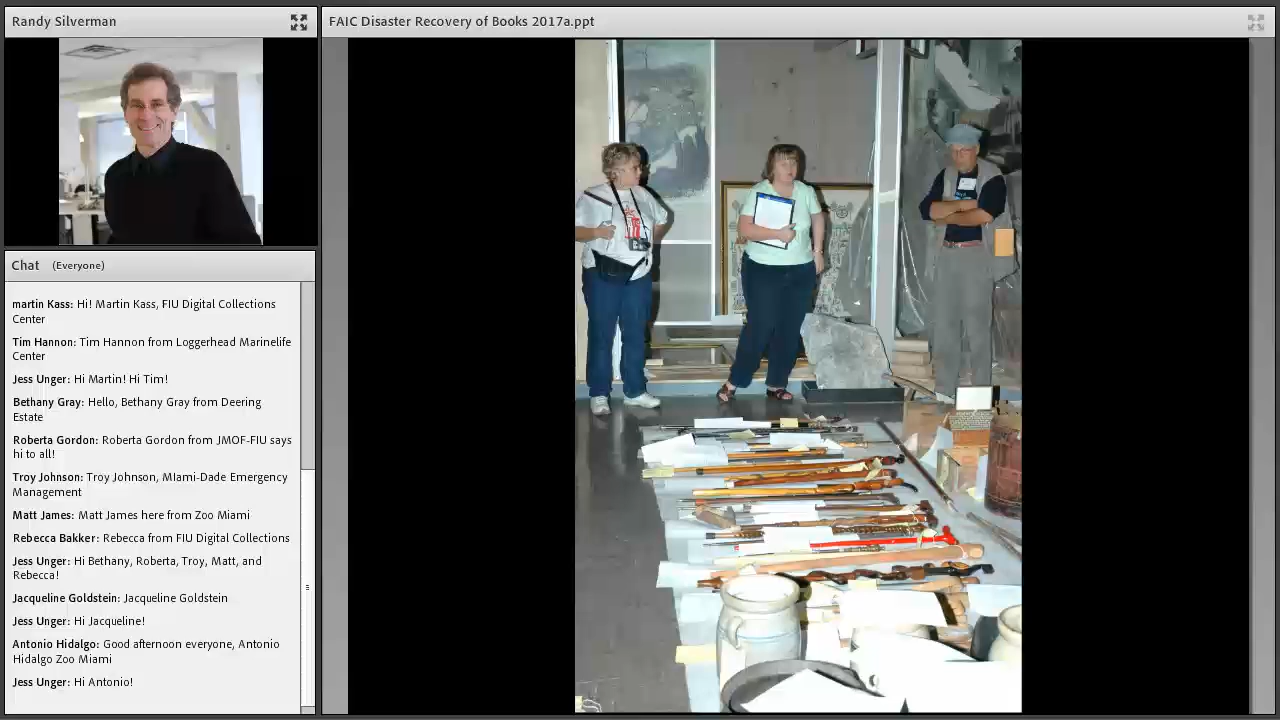 Randy Silverman
FAIC Disaster Recovery of Books 2017a.ppt
Chat (Everyone)
martin Kass: Hi! Martin Kass, FIU Digital Collections
Center
Tim Hannon: Tim Hannon from Loggerhead Marinelife
Center
Jess Unger: Hi Martin! Hi Tim!
Bethany Gray: Hello, Bethany Gray from Deering
Estate
Roberta Gordon: Roberta Gordon from JMOF-FIU says
hi to all!
Troy Johnson: Troy Johnson, MIami-Dade Emergency
Management
Matt James: Matt James here from Zoo Miami
Rebecca Bakker: Rebecca Digital Collections
Jess Unger: Hi Bethany, Roberta, Troy, Matt, and
Rebecca!
Jacqueline Goldstein: Jacqueline Goldstein
Jess Unger: Hi Jacquline!
Antonio Hidalgo: Good afternoon everyone, Antonio
Hidalgo Zoo Miami
Jess Unger: Hi Antonio!